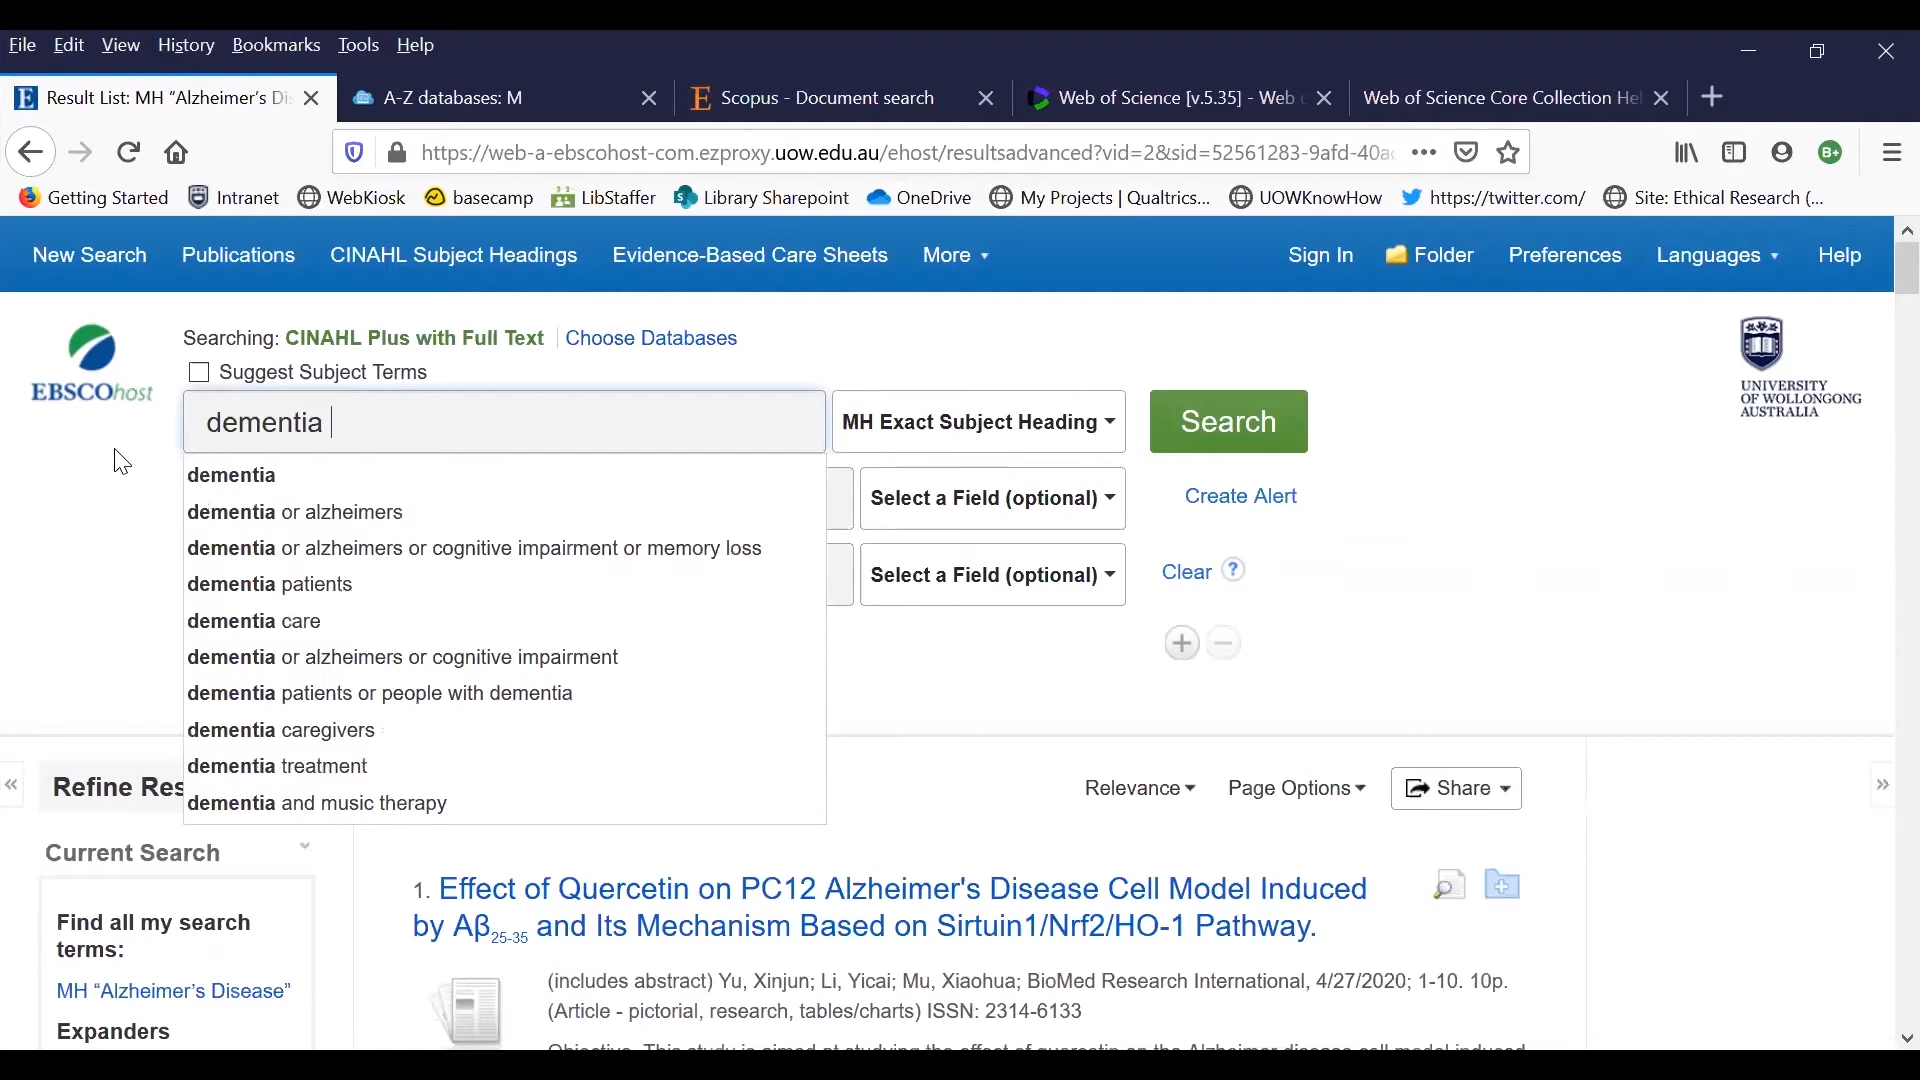 File Edit View History Bookmarks Tools Help
Result List: MH “Alzheimer’s Di
A-Z databases: M
Scopus - Document search
Web of Science [v.5.35] - Web
Web of Science Core Collection Hel
https://web-a-ebscohost-com.ezproxy.uow.edu.au/ehost/resultsadvanced?vid=2&sid=52561283-9afd-40a
Getting Started Intranet WebKiosk basecamp LibStaffer Library Sharepoint OneDrive My Projects | Qualtrics... UOWKnowHow https://twitter.com/ Site: Ethical Research (...
New Search Publications CINAHL Subject Headings Evidence-Based Care Sheets More Sign In Folder Preferences Languages Help
Searching: CINAHL Plus with Full Text Choose Databases
Suggest Subject Terms
EBSCOhost
UNIVERSITY
OF WOLLONGONG
AUSTRALIA
dementia MH Exact Subject Heading Search
dementia
Select a Field (optional) Create Alert
dementia or alzheimers
dementia or alzheimers or cognitive impairment or memory loss
Select a Field (optional) Clear ?
dementia patients
dementia care
dementia or alzheimers or cognitive impairment
dementia patients or people with dementia
dementia caregivers
dementia treatment
dementia and music therapy
Refine Res
Relevance Page Options Share
Current Search
Find all my search
terms:
MH “Alzheimer’s Disease”
Expanders
1. Effect of Quercetin on PC12 Alzheimer's Disease Cell Model Induced
by Aβ25-35 and Its Mechanism Based on Sirtuin1/Nrf2/HO-1 Pathway.
(includes abstract) Yu, Xinjun; Li, Yicai; Mu, Xiaohua; BioMed Research International, 4/27/2020; 1-10. 10p.
(Article - pictorial, research, tables/charts) ISSN: 2314-6133